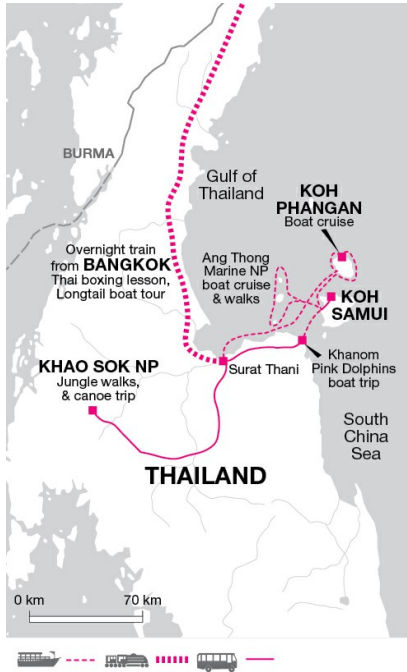 BURMA
Gulf of
Thailand
KOH
PHANGAN
Boat cruise
Overnight train
from BANGKOK
Thai boxing lesson,
Longtail boat tour
Ang Thong
Marine NP
boat cruise
& walks
KOH
SAMUI
KHAO SOK NP
Jungle walks,
& canoe trip
Surat Thani
Khanom
Pink Dolphins
boat trip
South
China
Sea
THAILAND
0 km
70 km